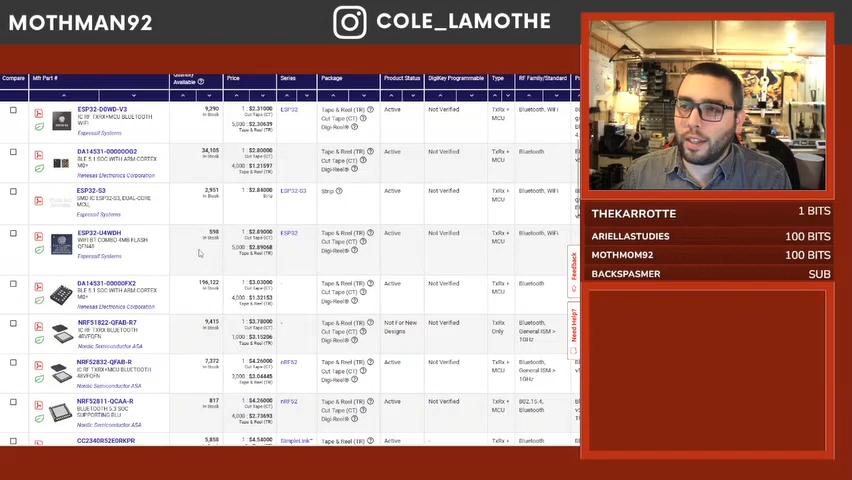 MOTHMAN92
COLE_LAMOTHE
Compare Mfr Part # Quantity Available Price Series Package Product Status DigiKey Programmable Type RF Family/Standard
ESP32-D0WD-V3
IC RF TXRX+MCU BLUETOOTH
WIFI
Espressif Systems
9,290
In Stock
1 : $2.31000
Cut Tape (CT)
5,000 : $2.30639
Tape & Reel (TR)
ESP32
Tape & Reel (TR)
Cut Tape (CT)
Digi-Reel®
Active
Not Verified
TxRx +
MCU
Bluetooth, WiFi
DA14531-00000OG2
BLE 5.1 SOC WITH ARM CORTEX
M0+
Renesas Electronics Corporation
34,105
In Stock
1 : $2.80000
Cut Tape (CT)
4,000 : $1.21597
Tape & Reel (TR)
-
Tape & Reel (TR)
Cut Tape (CT)
Digi-Reel®
Active
Not Verified
TxRx +
MCU
Bluetooth
ESP32-S3
SMD IC ESP32-S3, DUAL-CORE
MCU,
Espressif Systems
2,951
In Stock
1 : $2.84000
Strip
ESP32-S3
Strip
Active
Not Verified
TxRx +
MCU
Bluetooth, WiFi
ESP32-U4WDH
WIFI BT COMBO 4MB FLASH
QFN48
Espressif Systems
598
In Stock
1 : $2.89000
Cut Tape (CT)
5,000 : $2.89068
Tape & Reel (TR)
ESP32
Tape & Reel (TR)
Cut Tape (CT)
Digi-Reel®
Active
Not Verified
TxRx +
MCU
Bluetooth, WiFi
DA14531-00000FX2
BLE 5.1 SOC WITH ARM CORTEX
M0+
Renesas Electronics Corporation
196,122
In Stock
1 : $3.03000
Cut Tape (CT)
4,000 : $1.32153
Tape & Reel (TR)
-
Tape & Reel (TR)
Cut Tape (CT)
Digi-Reel®
Active
Not Verified
TxRx +
MCU
Bluetooth
NRF51822-QFAB-R7
IC RF TXRX+MCU BLUETOOTH
48VFQFN
Nordic Semiconductor ASA
9,415
In Stock
1 : $3.78000
Cut Tape (CT)
1,000 : $3.15206
Tape & Reel (TR)
-
Tape & Reel (TR)
Cut Tape (CT)
Digi-Reel®
Not For New
Designs
Not Verified
TxRx
Only
Bluetooth,
General ISM >
1GHz
NRF52832-QFAB-R
IC RF TXRX+MCU BLUETOOTH
48VFQFN
Nordic Semiconductor ASA
7,372
In Stock
1 : $4.26000
Cut Tape (CT)
3,000 : $3.04445
Tape & Reel (TR)
nRF52
Tape & Reel (TR)
Cut Tape (CT)
Digi-Reel®
Active
Not Verified
TxRx +
MCU
Bluetooth,
General ISM >
1GHz
NRF52811-QCAA-R
BLUETOOTH 5.3 SOC
SUPPORTING BLU
Nordic Semiconductor ASA
817
In Stock
1 : $4.26000
Cut Tape (CT)
4,000 : $2.73693
Tape & Reel (TR)
nRF52
Tape & Reel (TR)
Cut Tape (CT)
Digi-Reel®
Active
Not Verified
TxRx +
MCU
802.15.4,
Bluetooth
CC2340R52E0RKPR
5,858
1 : $4.54000
SimpleLink™
Tape & Reel (TR)
Active
-
TxRx +
Bluetooth
Feedback
Need Help?
THEKARROTTE 1 BITS
ARIELLASTUDIES 100 BITS
MOTHMOM92 100 BITS
BACKSPASMER SUB